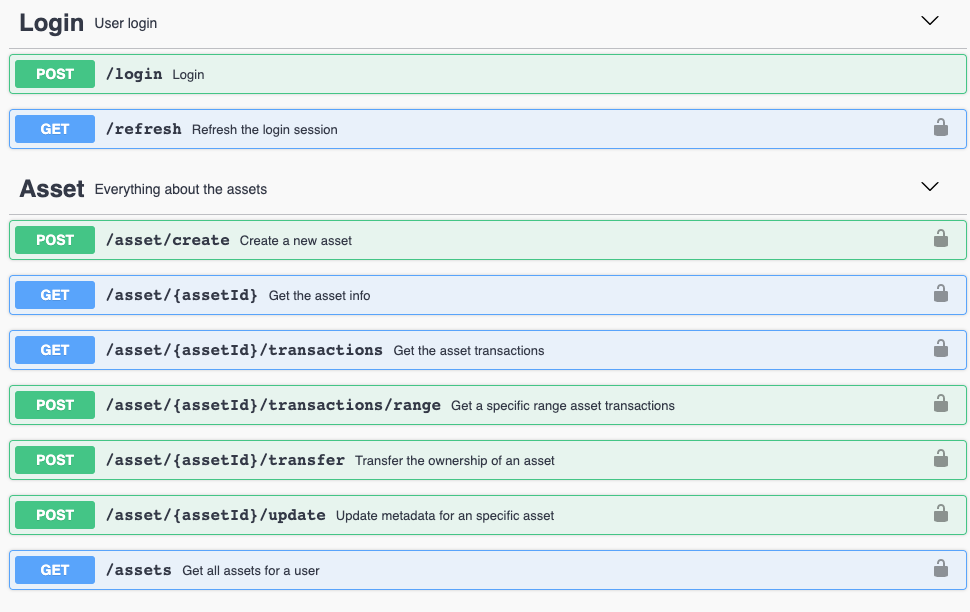 Login User login
POST /login Login
GET /refresh Refresh the login session
Asset Everything about the assets
POST /asset/create Create a new asset
GET /asset/{assetId} Get the asset info
GET /asset/{assetId}/transactions Get the asset transactions
POST /asset/{assetId}/transactions/range Get a specific range asset transactions
POST /asset/{assetId}/transfer Transfer the ownership of an asset
POST /asset/{assetId}/update Update metadata for an specific asset
GET /assets Get all assets for a user